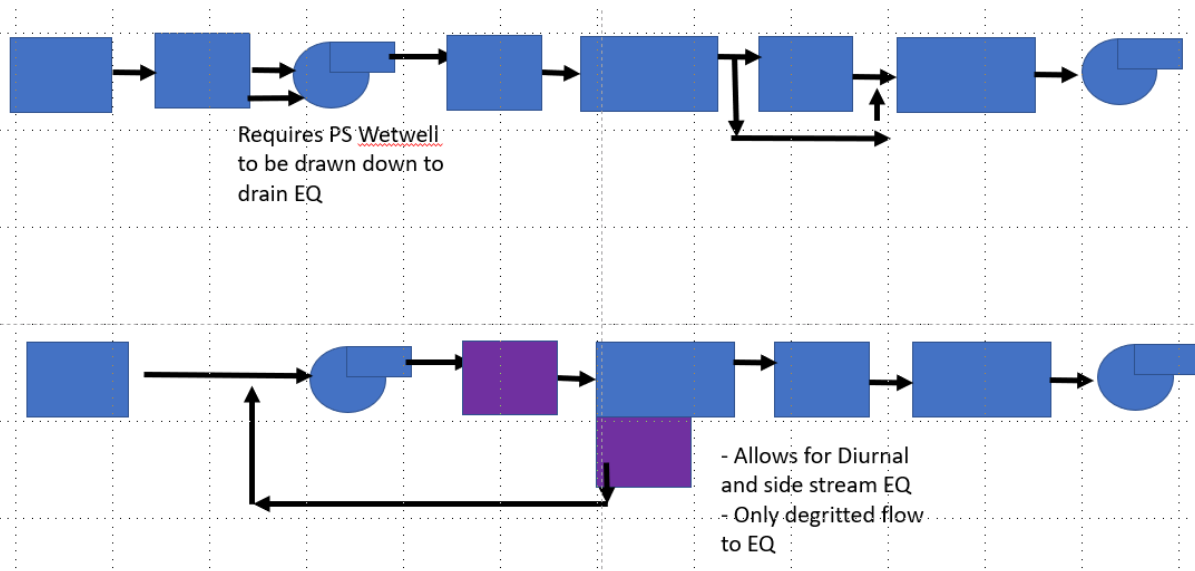 Requires PS Wetwell
to be drawn down to
drain EQ
- Allows for Diurnal
and side stream EQ
- Only degritted flow
to EQ